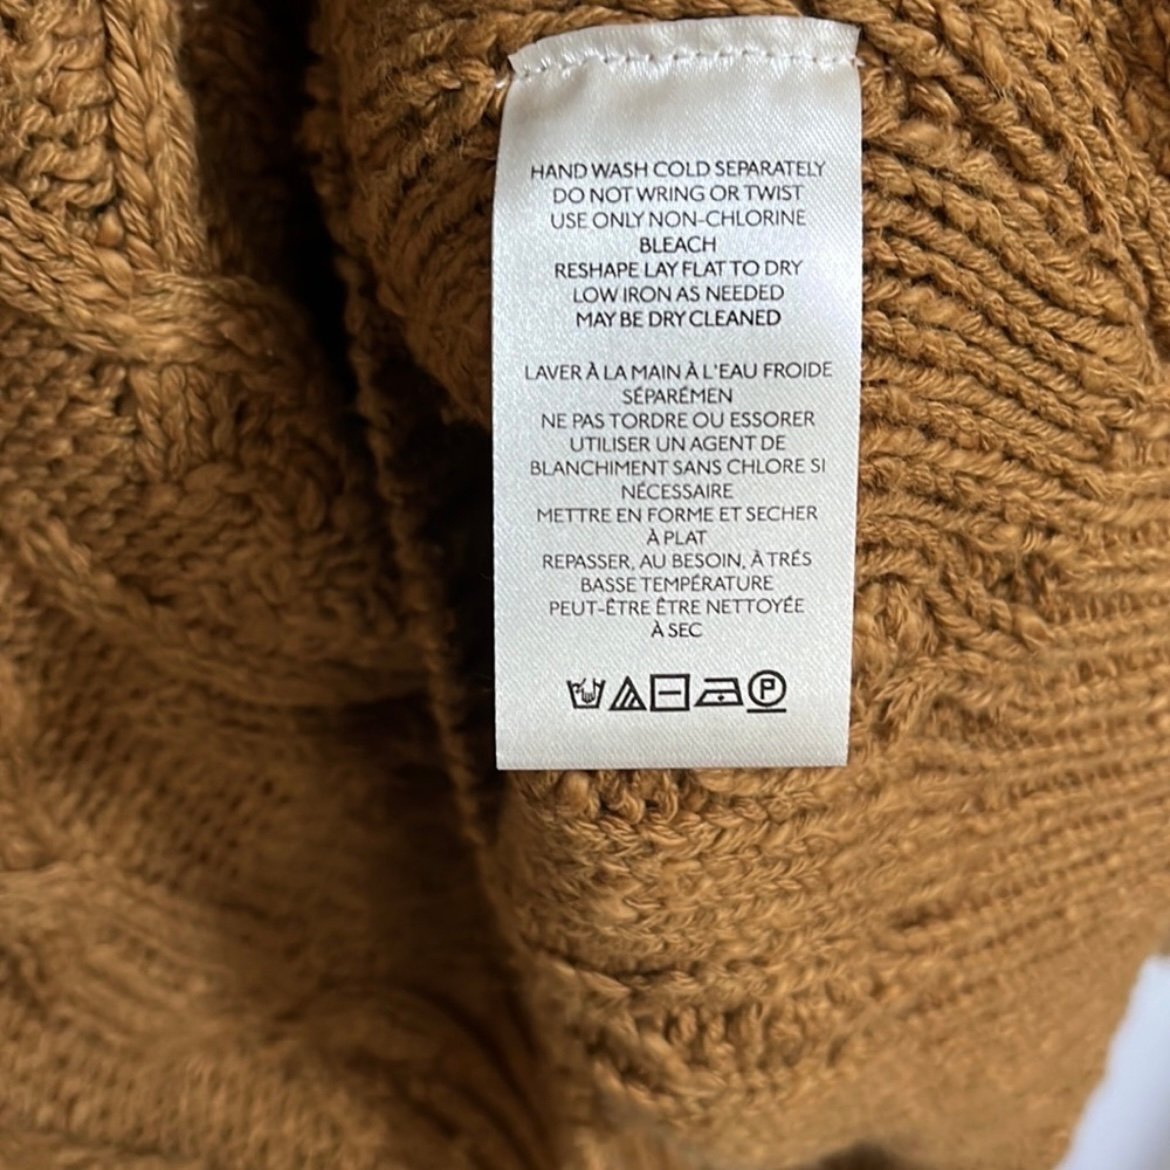 HAND WASH COLD SEPARATELY
DO NOT WRING OR TWIST
USE ONLY NON-CHLORINE
BLEACH
RESHAPE LAY FLAT TO DRY
LOW IRON AS NEEDED
MAY BE DRY CLEANED
LAVER À LA MAIN À L'EAU FROIDE
SÉPARÉMEN
NE PAS TORDRE OU ESSORER
UTILISER UN AGENT DE
BLANCHIMENT SANS CHLORE SI
NÉCESSAIRE
METTRE EN FORME ET SECHER
À PLAT
REPASSER, AU BESOIN, À TRÉS
BASSE TEMPÉRATURE
PEUT-ÊTRE ÊTRE NETTOYÉE
À SEC
P